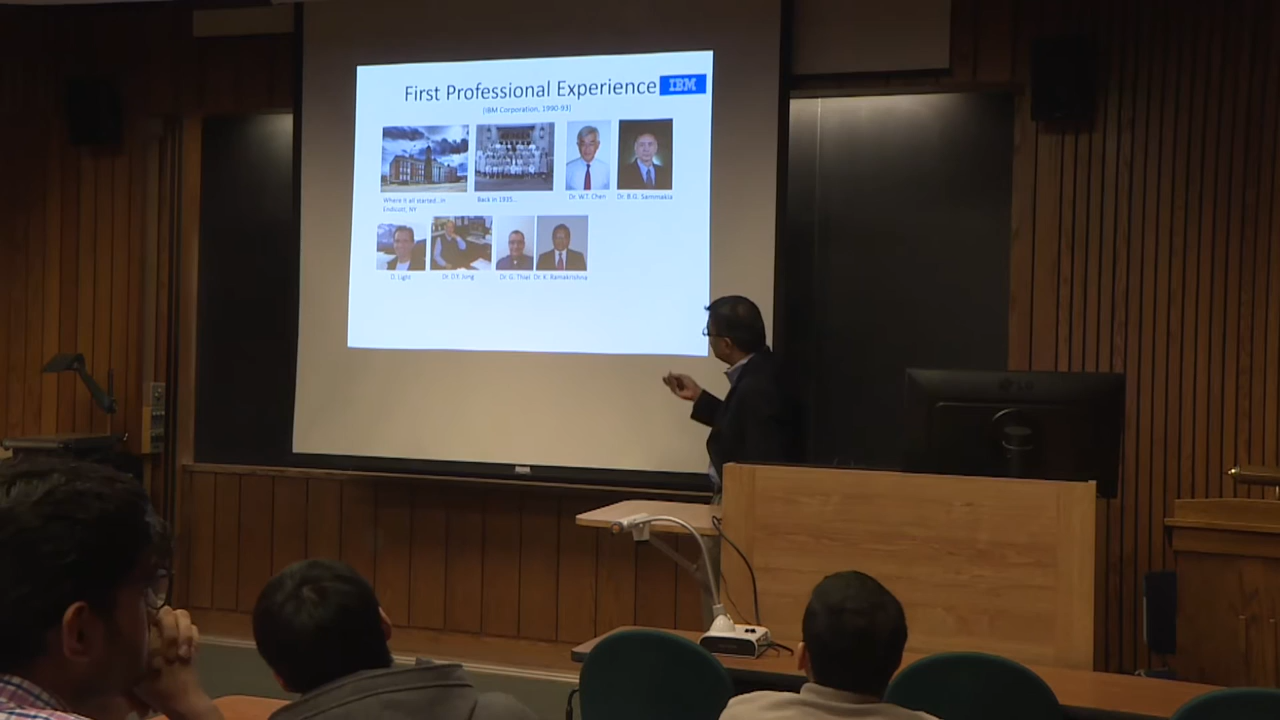 First Professional Experience
IBM
(IBM Corporation, 1990-93)
Where it all started...in
Endicott, NY
Back in 1935...
Dr. W.T. Chen
Dr. B.G. Sammakia
D. Light
Dr. D.Y. Jung
Dr. G. Thiel
Dr. K. Ramakrishna
LG